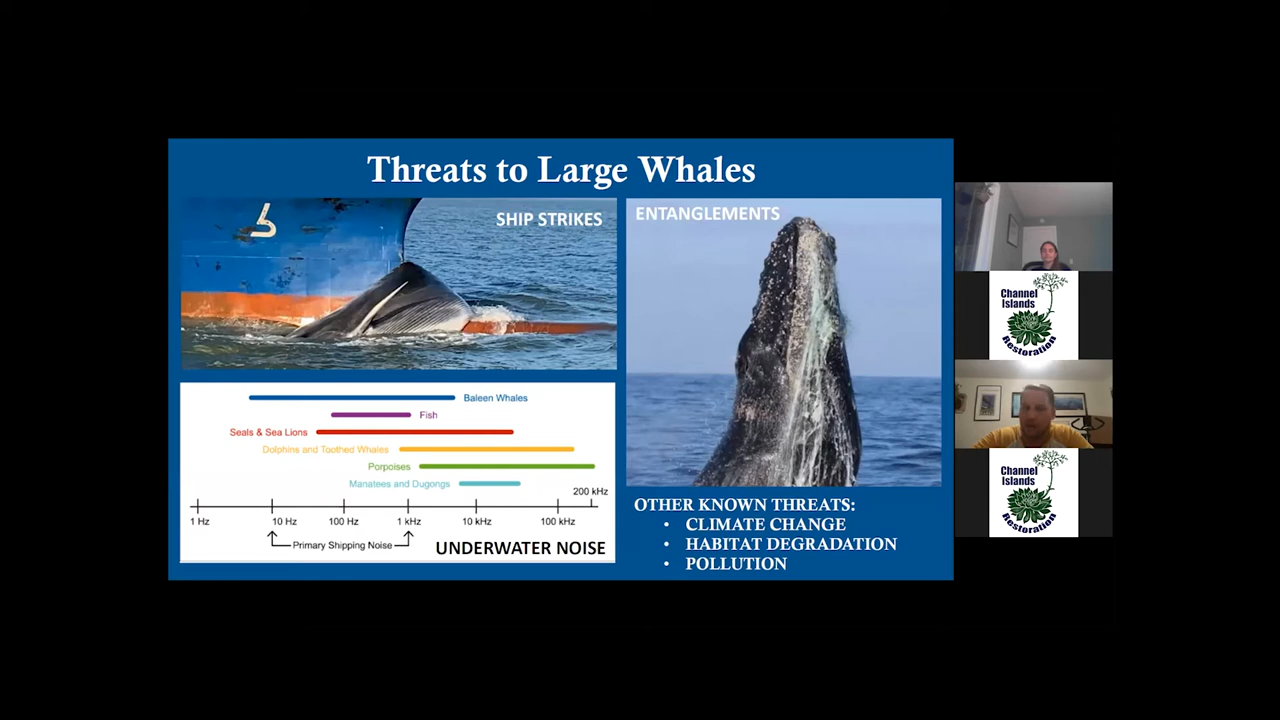 Threats to Large Whales
SHIP STRIKES
ENTANGLEMENTS
Baleen Whales
Fish
Seals & Sea Lions
Dolphins and Toothed Whales
Porpoises
Manatees and Dugongs
200 kHz
1 Hz
10 Hz
100 Hz
1 kHz
10 kHz
100 kHz
Primary Shipping Noise
UNDERWATER NOISE
OTHER KNOWN THREATS:
• CLIMATE CHANGE
• HABITAT DEGRADATION
• POLLUTION
Channel
Islands
Restoration
Channel
Islands
Restoration